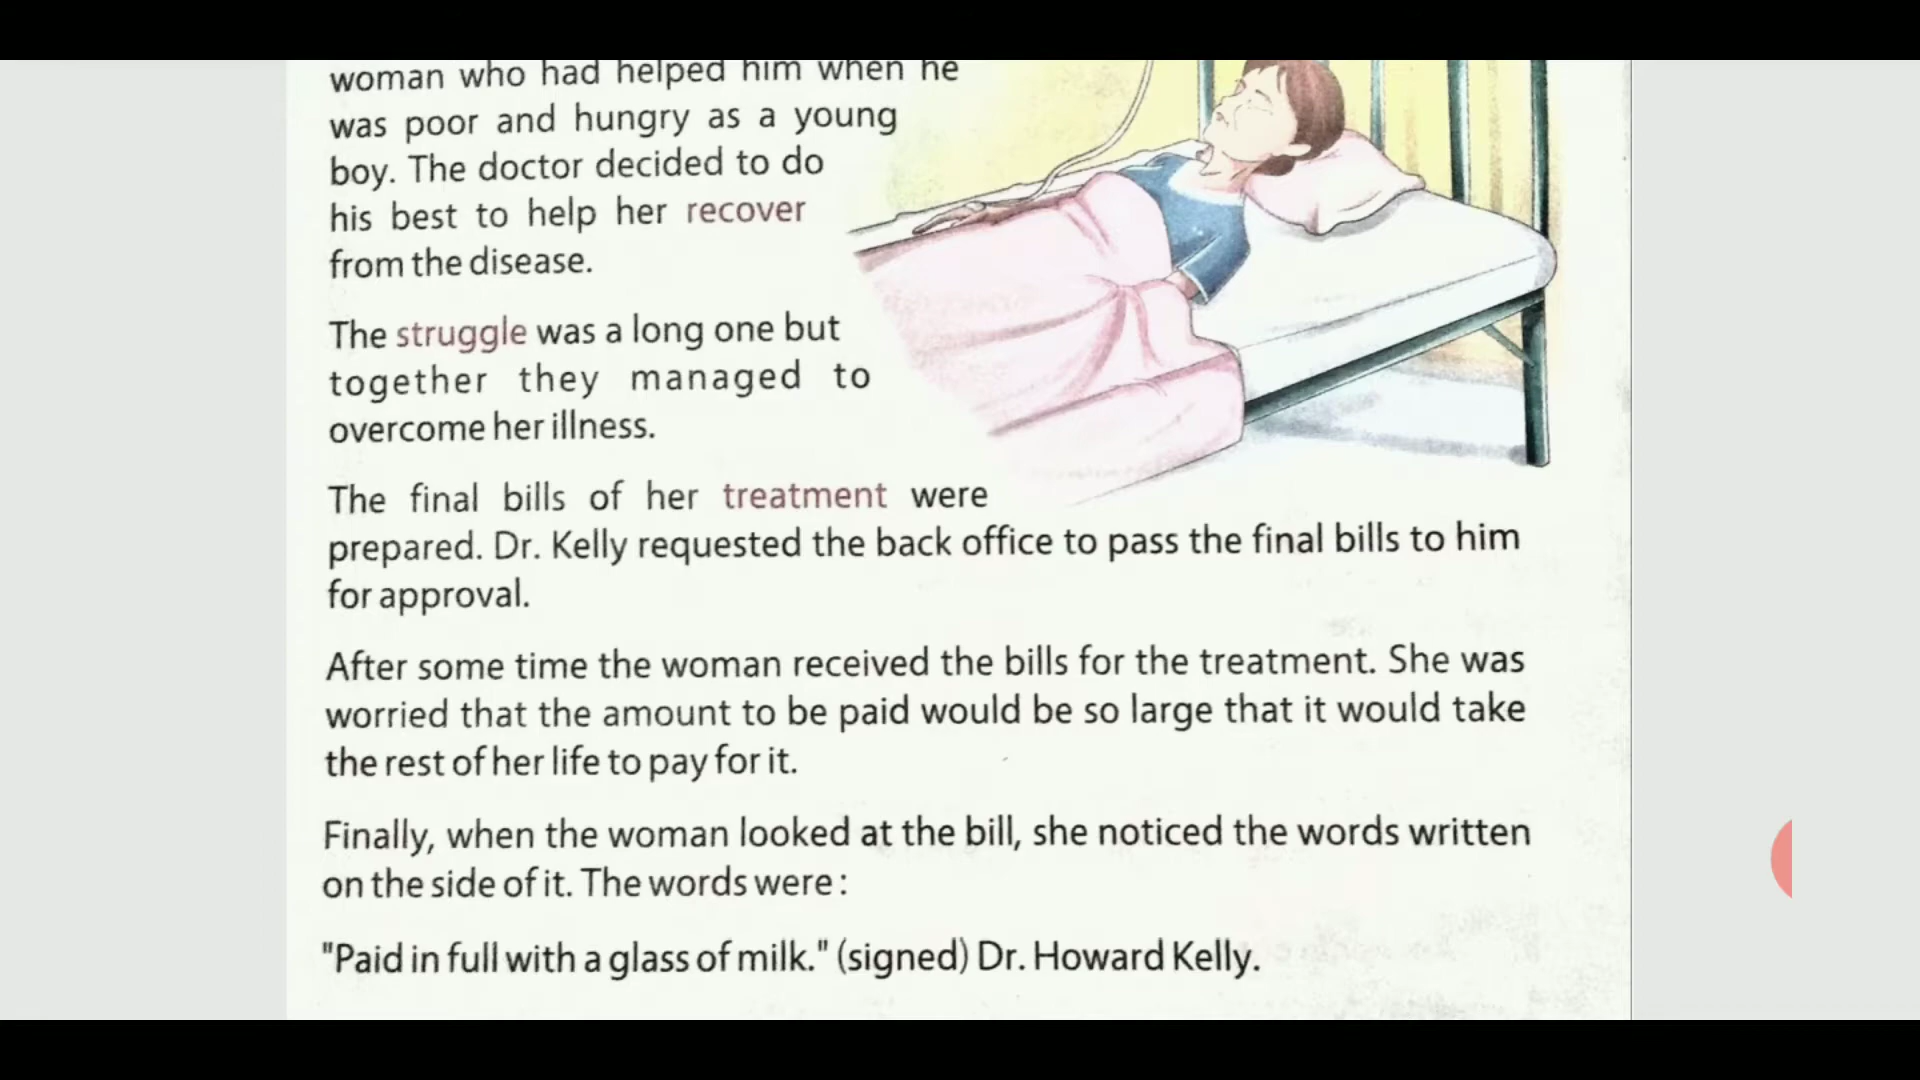 woman who had helped him when he
was poor and hungry as a young
boy. The doctor decided to do
his best to help her recover
from the disease.
The struggle was a long one but
together they managed to
overcome her illness.
The final bills of her treatment were
prepared. Dr. Kelly requested the back office to pass the final bills to him
for approval.
After some time the woman received the bills for the treatment. She was
worried that the amount to be paid would be so large that it would take
the rest of her life to pay for it.
Finally, when the woman looked at the bill, she noticed the words written
on the side of it. The words were :
"Paid in full with a glass of milk." (signed) Dr. Howard Kelly.